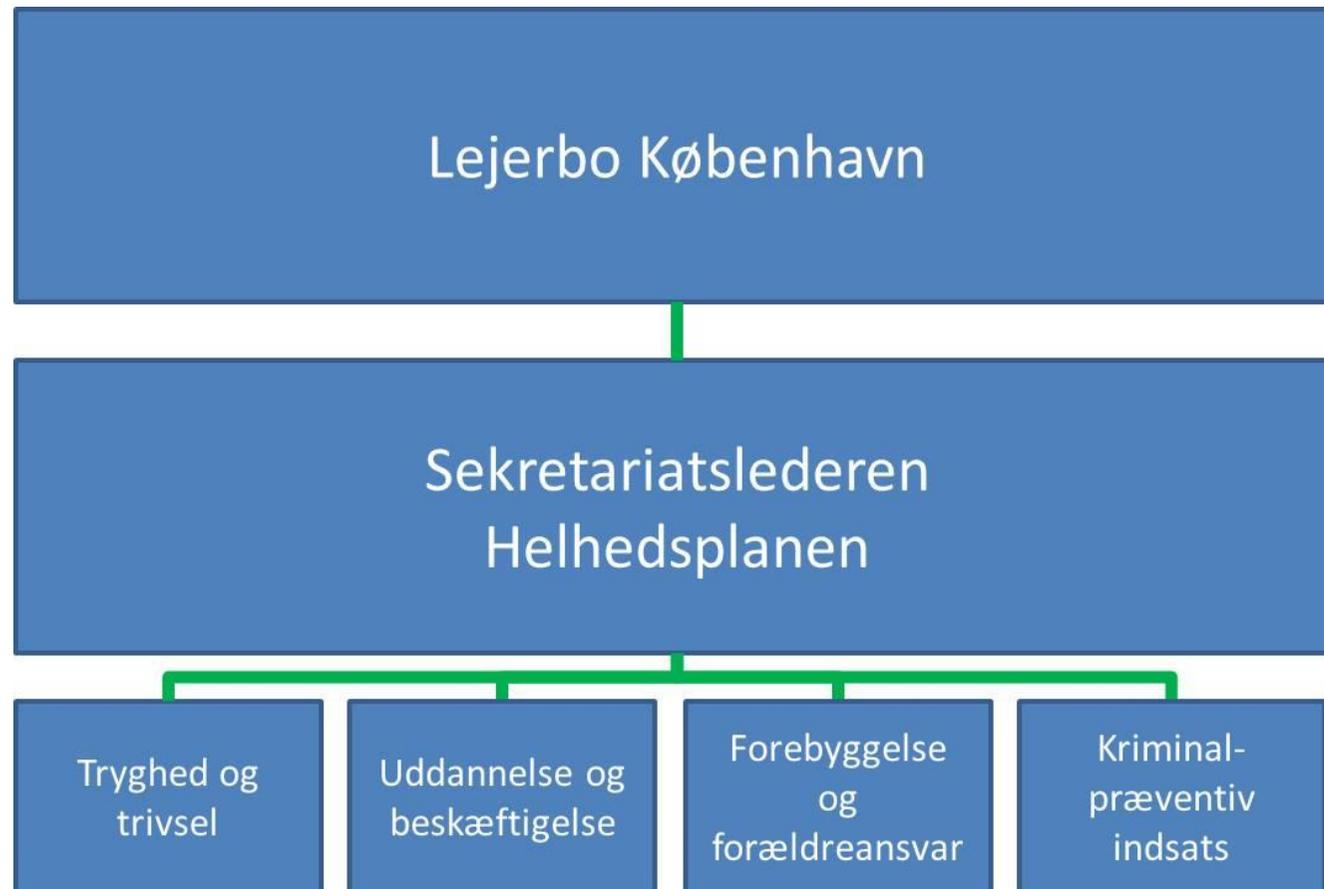 Lejerbo København
Sekretariatslederen
Helhedsplanen
Tryghed og
trivsel
Uddannelse og
beskæftigelse
Forebyggelse
og
forældreansvar
Kriminal-
præventiv
indsats